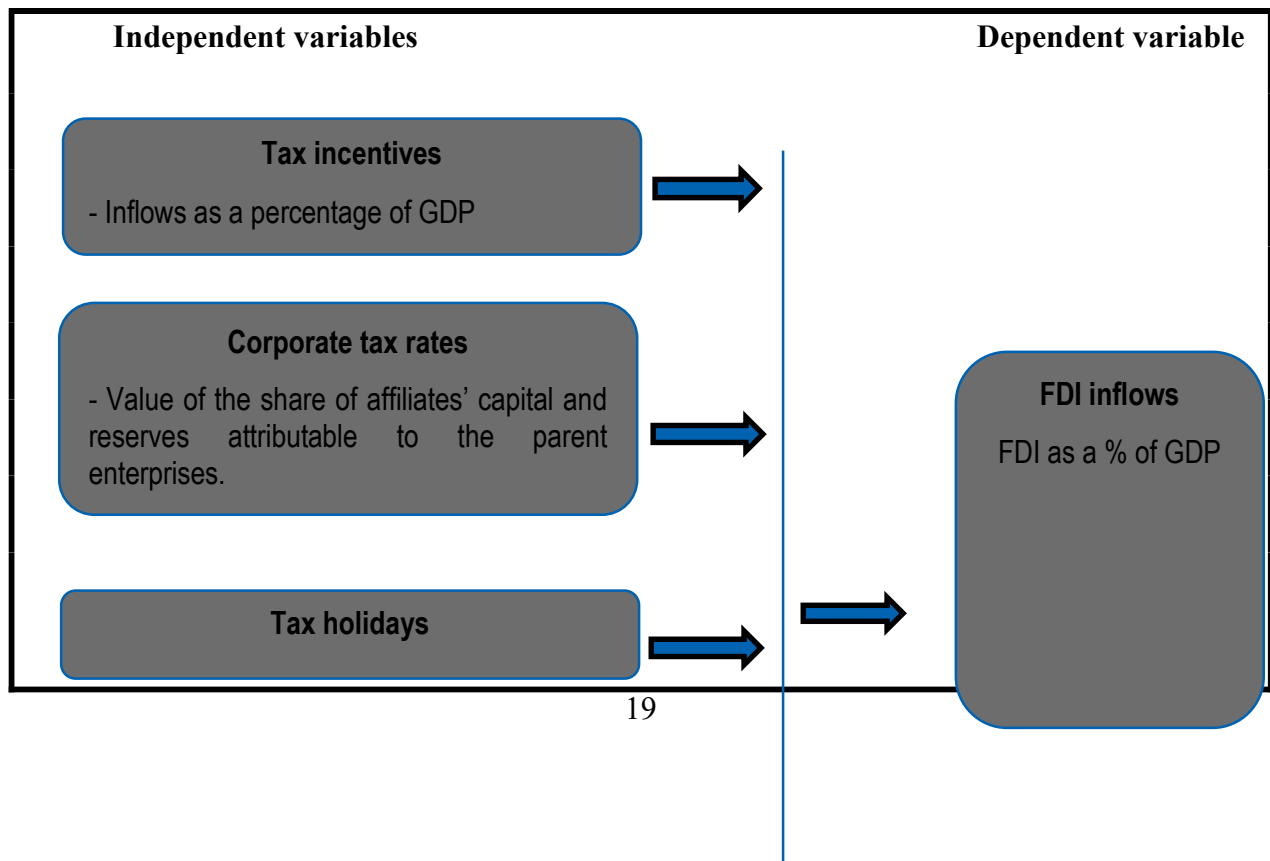 Independent variables
Dependent variable
Tax incentives
- Inflows as a percentage of GDP
Corporate tax rates
- Value of the share of affiliates’ capital and
reserves attributable to the parent
enterprises.
Tax holidays
FDI inflows
FDI as a % of GDP
19